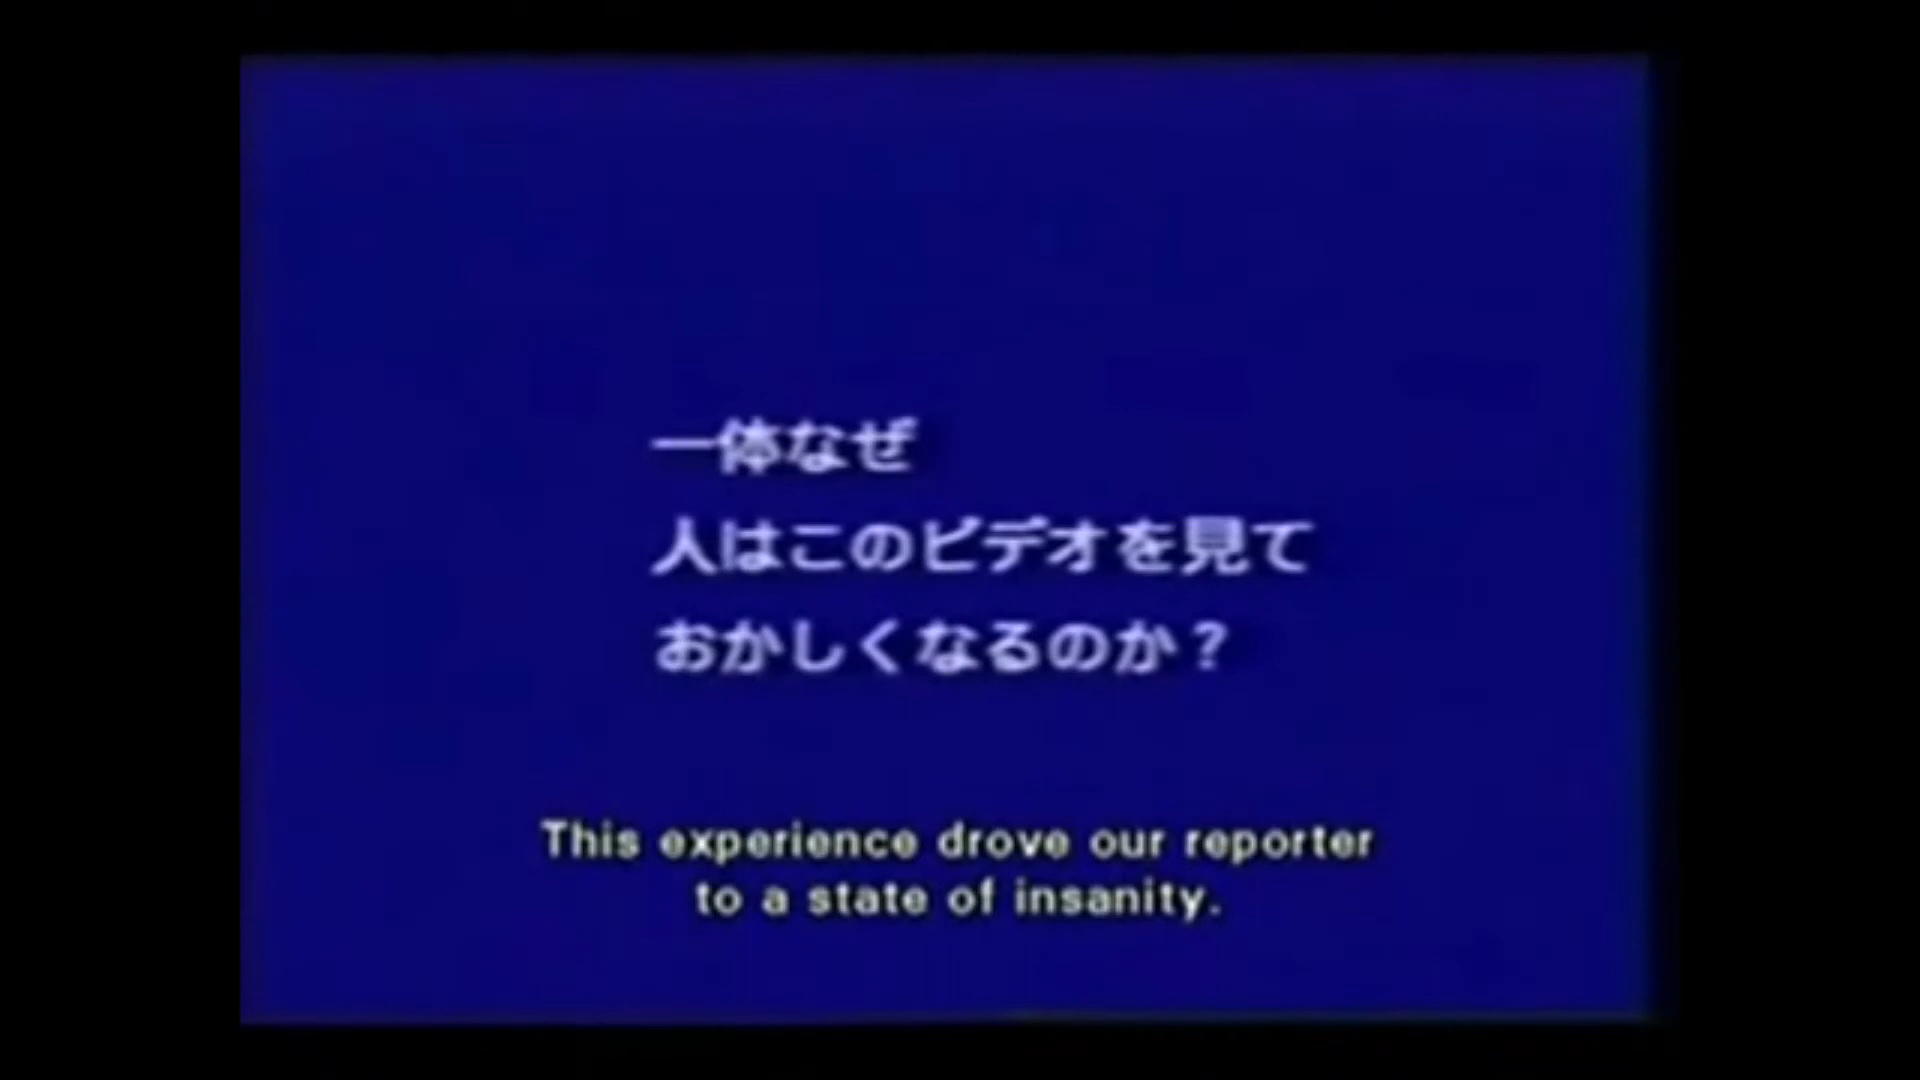 一体なぜ
人はこのビデオを見て
おかしくなるのか？
This experience drove our reporter
to a state of insanity.